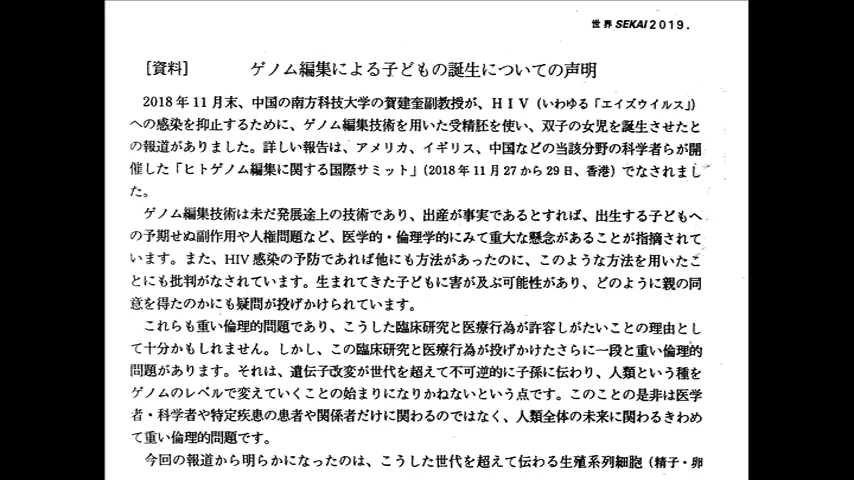 世界 SEKAI 2019.
［資料］ ゲノム編集による子どもの誕生についての声明
2018年11月末、中国の南方科技大学の賀建奎副教授が、ＨＩＶ（いわゆる「エイズウイルス」）
への感染を抑止するために、ゲノム編集技術を用いた受精胚を使い、双子の女児を誕生させたと
の報道がありました。詳しい報告は、アメリカ、イギリス、中国などの当該分野の科学者らが開
催した「ヒトゲノム編集に関する国際サミット」（2018年11月27から29日、香港）でなされまし
た。
ゲノム編集技術は未だ発展途上の技術であり、出産が事実であるとすれば、出生する子どもへ
の予期せぬ副作用や人権問題など、医学的・倫理学的にみて重大な懸念があることが指摘されて
います。また、HIV感染の予防であれば他にも方法があったのに、このような方法を用いたこ
とにも批判がなされています。生まれてきた子どもに害が及ぶ可能性があり、どのように親の同
意を得たのかにも疑問が投げかけられています。
これらも重い倫理的問題であり、こうした臨床研究と医療行為が許容しがたいことの理由とし
て十分かもしれません。しかし、この臨床研究と医療行為が投げかけたさらに一段と重い倫理的
問題があります。それは、遺伝子改変が世代を超えて不可逆的に子孫に伝わり、人類という種を
ゲノムのレベルで変えていくことの始まりになりかねないという点です。このことの是非は医学
者・科学者や特定疾患の患者や関係者だけに関わるのではなく、人類全体の未来に関わるきわめ
て重い倫理的問題です。
今回の報道から明らかになったのは、こうした世代を超えて伝わる生殖系列細胞（精子・卵